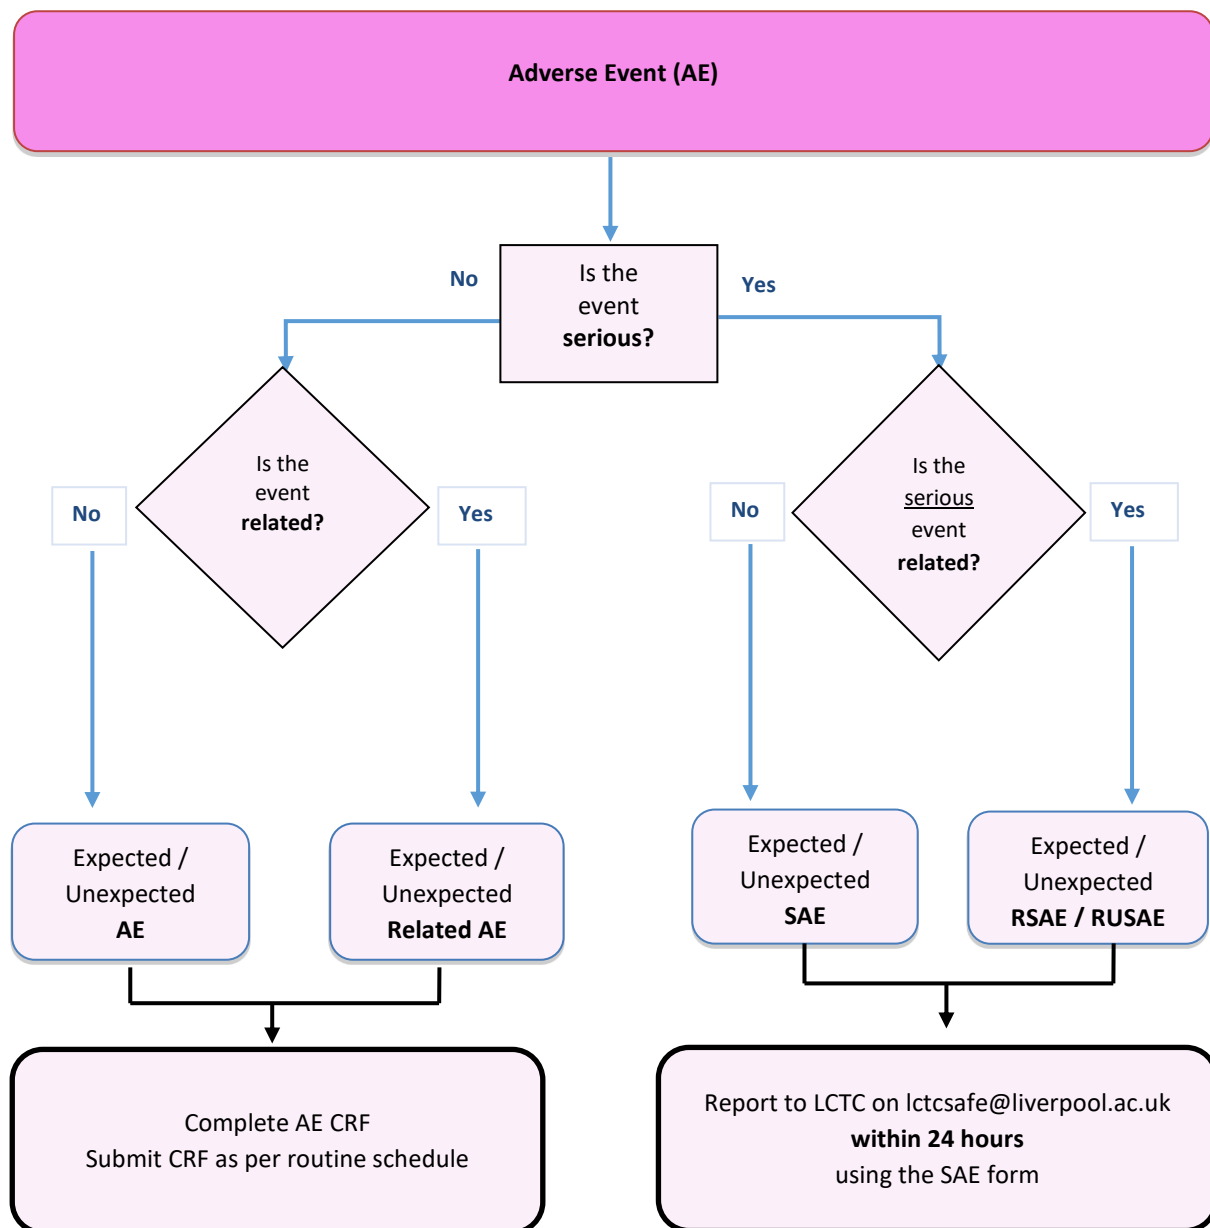 Adverse Event (AE)
Is the
event
serious?
No
Yes
Is the
event
related?
No
Yes
Is the
serious
event
related?
No
Yes
Expected /
Unexpected
AE
Expected /
Unexpected
Related AE
Expected /
Unexpected
SAE
Expected /
Unexpected
RSAE / RUSAE
Complete AE CRF
Submit CRF as per routine schedule
Report to LCTC on lctcsafe@liverpool.ac.uk
within 24 hours
using the SAE form